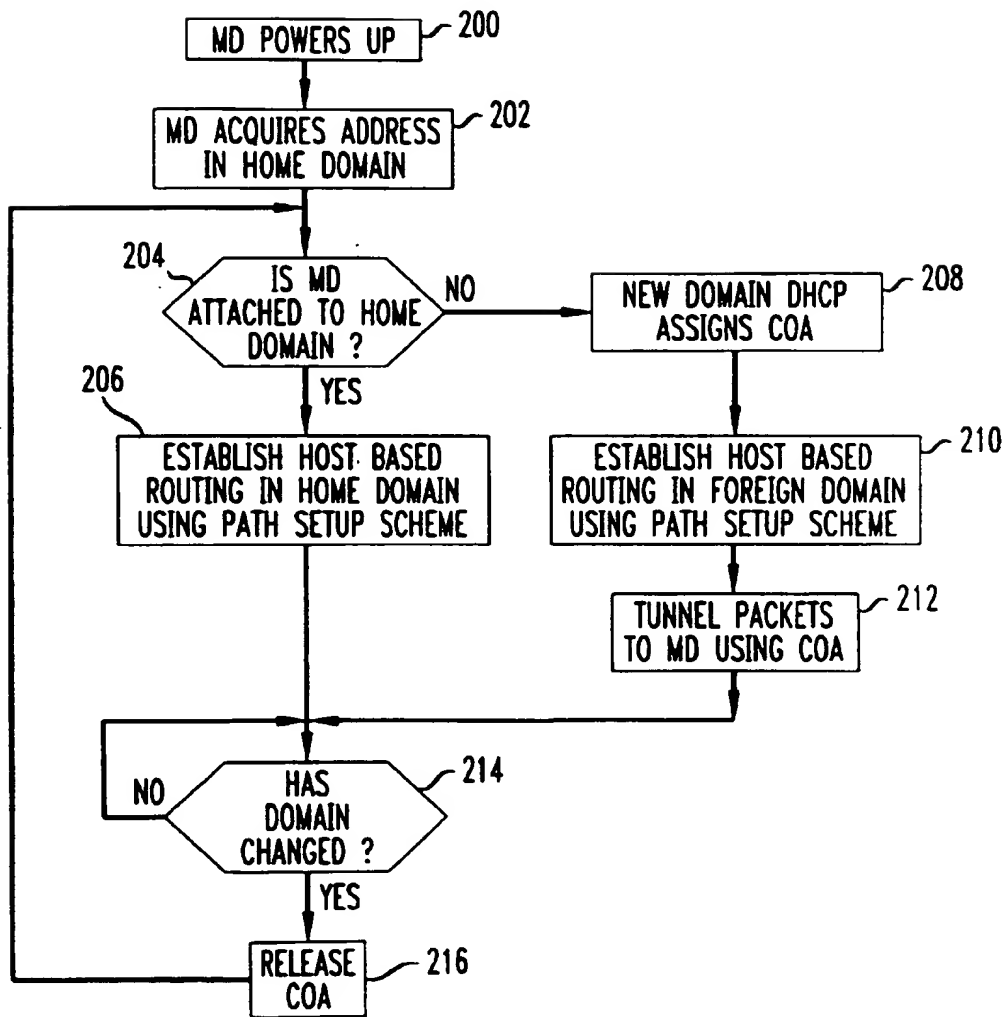 MD POWERS UP
200
MD ACQUIRES ADDRESS
IN HOME DOMAIN
202
204
IS MD
ATTACHED TO HOME
DOMAIN ?
NO
YES
NEW DOMAIN DHCP
ASSIGNS COA
208
206
ESTABLISH HOST BASED
ROUTING IN HOME DOMAIN
USING PATH SETUP SCHEME
ESTABLISH HOST BASED
ROUTING IN FOREIGN DOMAIN
USING PATH SETUP SCHEME
210
TUNNEL PACKETS
TO MD USING COA
212
HAS
DOMAIN
CHANGED ?
214
NO
YES
RELEASE
COA
216